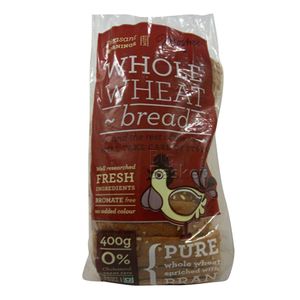 WHOLE
WHEAT
~bread~
Well researched
FRESH
INGREDIENTS
BROMATE free
no added colour
400g
0%
Cholesterol
{ PURE
whole wheat
enriched with
BRAN